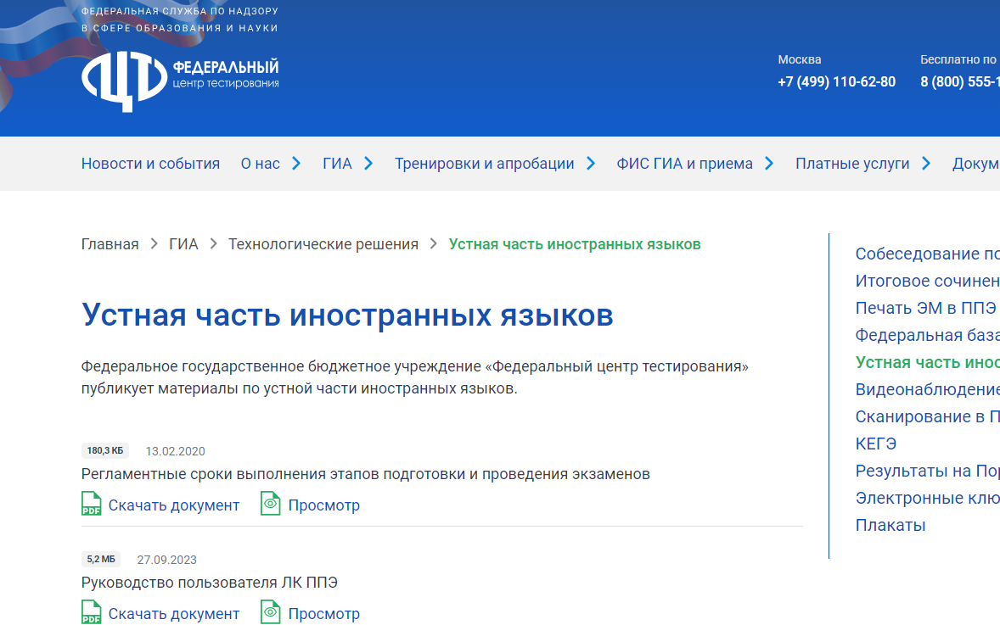 ФЕДЕРАЛЬНАЯ СЛУЖБА ПО НАДЗОРУ
В СФЕРЕ ОБРАЗОВАНИЯ И НАУКИ
ЦТ ФЕДЕРАЛЬНЫЙ
центр тестирования
Москва
+7 (499) 110-62-80
Бесплатно по
8 (800) 555-1
Новости и события О нас ГИА Тренировки и апробации ФИС ГИА и приема Платные услуги Докум
Главная > ГИА > Технологические решения > Устная часть иностранных языков
Устная часть иностранных языков
Федеральное государственное бюджетное учреждение «Федеральный центр тестирования»
публикует материалы по устной части иностранных языков.
180,3 КБ 13.02.2020
Регламентные сроки выполнения этапов подготовки и проведения экзаменов
PDF Скачать документ Просмотр
5,2 МБ 27.09.2023
Руководство пользователя ЛК ППЭ
PDF Скачать документ Просмотр
Собеседование по
Итоговое сочинен
Печать ЭМ в ППЭ
Федеральная база
Устная часть инос
Видеонаблюдение
Сканирование в П
КЕГЭ
Результаты на Пор
Электронные клю
Плакаты